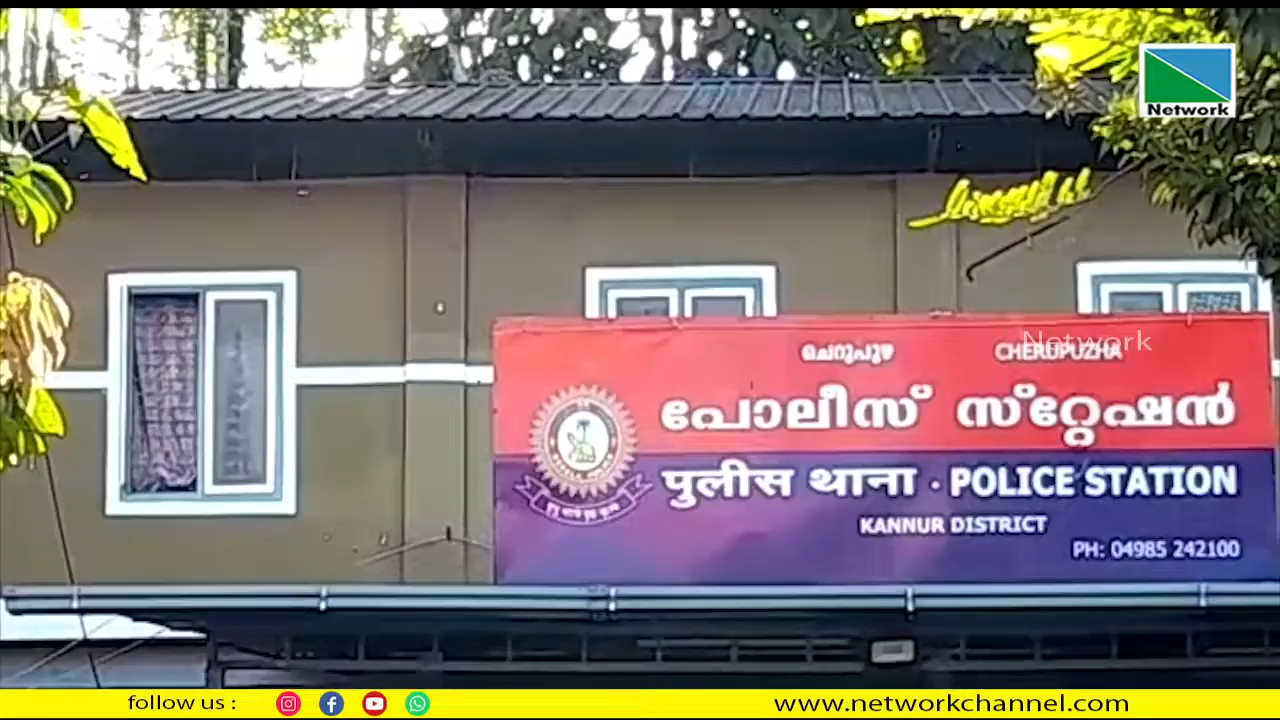 Network
Network
ചെറുപുഴ CHERUPUZHA
പോലീസ് സ്റ്റേഷൻ
पुलीस थाना · POLICE STATION
KANNUR DISTRICT
PH: 04985 242100
follow us :
www.networkchannel.com